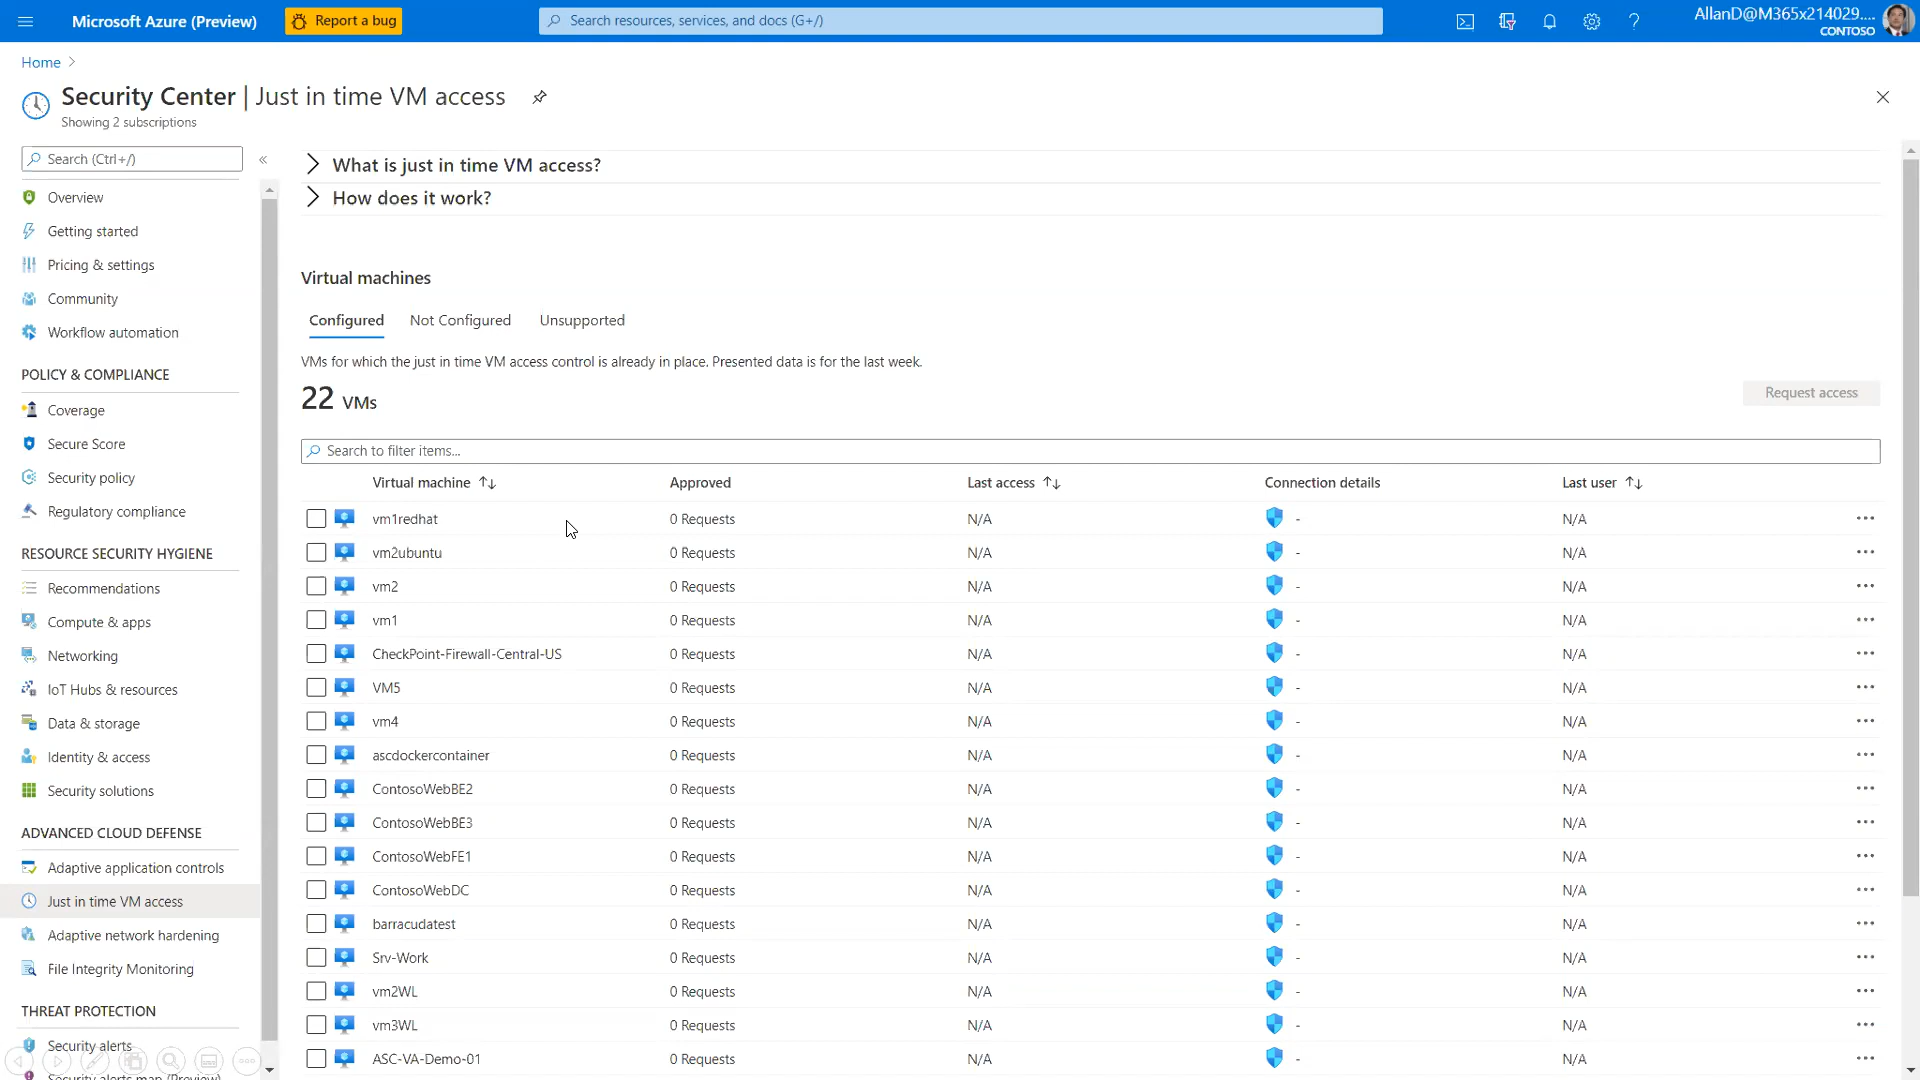 Microsoft Azure (Preview)
Report a bug
Search resources, services, and docs (G+/)
AllanD@M365x214029....
CONTOSO
Home
Security Center | Just in time VM access
Showing 2 subscriptions
Search (Ctrl+/)
Overview
Getting started
Pricing & settings
Community
Workflow automation
POLICY & COMPLIANCE
Coverage
Secure Score
Security policy
Regulatory compliance
RESOURCE SECURITY HYGIENE
Recommendations
Compute & apps
Networking
IoT Hubs & resources
Data & storage
Identity & access
Security solutions
ADVANCED CLOUD DEFENSE
Adaptive application controls
Just in time VM access
Adaptive network hardening
File Integrity Monitoring
THREAT PROTECTION
Security alerts
Security alerts map (Preview)
What is just in time VM access?
How does it work?
Virtual machines
Configured Not Configured Unsupported
VMs for which the just in time VM access control is already in place. Presented data is for the last week.
22 VMs
Request access
Search to filter items...
Virtual machine Approved Last access Connection details Last user
vm1redhat 0 Requests N/A - N/A
vm2ubuntu 0 Requests N/A - N/A
vm2 0 Requests N/A - N/A
vm1 0 Requests N/A - N/A
CheckPoint-Firewall-Central-US 0 Requests N/A - N/A
VM5 0 Requests N/A - N/A
vm4 0 Requests N/A - N/A
ascdockercontainer 0 Requests N/A - N/A
ContosoWebBE2 0 Requests N/A - N/A
ContosoWebBE3 0 Requests N/A - N/A
ContosoWebFE1 0 Requests N/A - N/A
ContosoWebDC 0 Requests N/A - N/A
barracudatest 0 Requests N/A - N/A
Srv-Work 0 Requests N/A - N/A
vm2WL 0 Requests N/A - N/A
vm3WL 0 Requests N/A - N/A
ASC-VA-Demo-01 0 Requests N/A - N/A